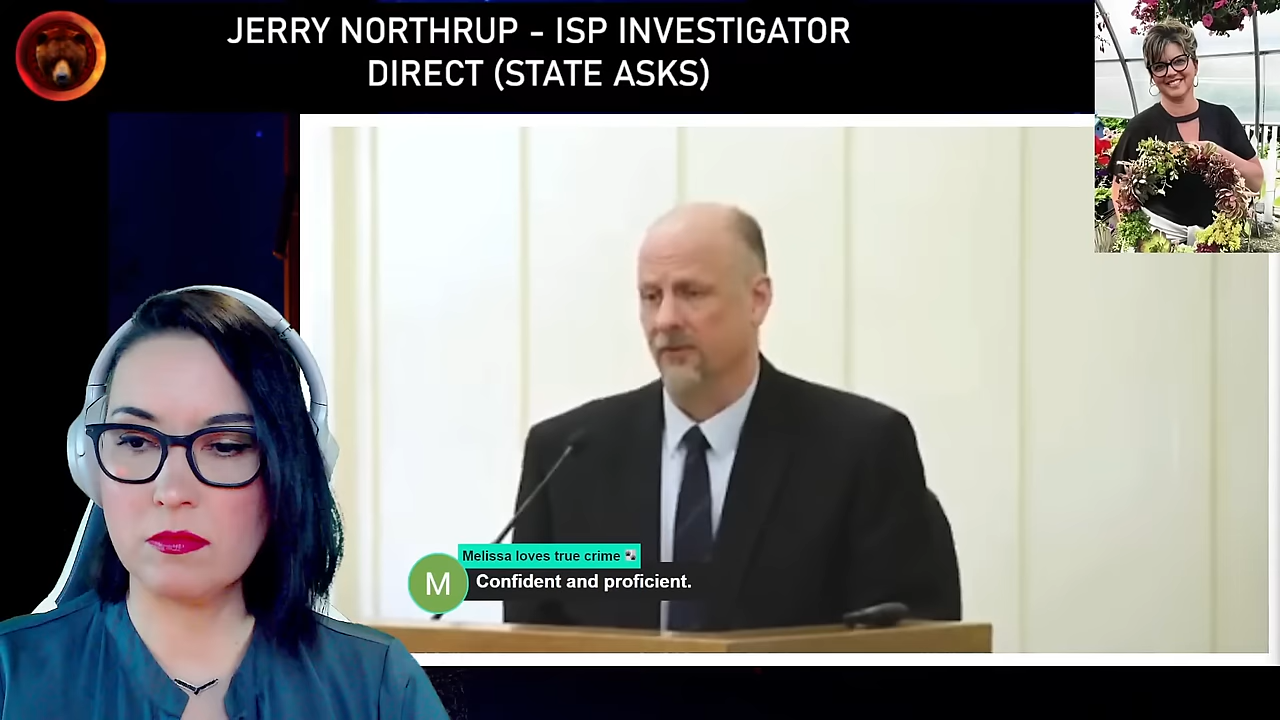 JERRY NORTHRUP - ISP INVESTIGATOR
DIRECT (STATE ASKS)
Melissa loves true crime
M
Confident and proficient.